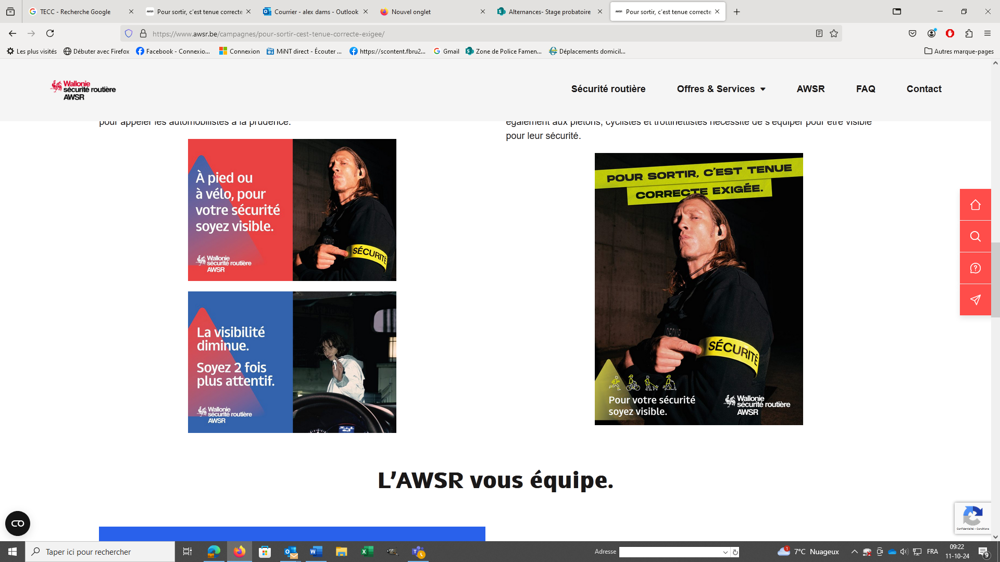 TECC - Recherche Google
Pour sortir, c'est tenue correcte
Courrier - alex dams - Outlook
Nouvel onglet
Alternances- Stage probatoire
Pour sortir, c'est tenue correcte
https://www.awsr.be/campagnes/pour-sortir-cest-tenue-correcte-exigee/
Les plus visités
Débuter avec Firefox
Facebook - Connexio...
Connexion
MiNT direct - Écouter ...
https://scontent.fbru2...
Gmail
Zone de Police Famen...
Déplacements domicil...
Autres marque-pages
Wallonie
sécurité routière
AWSR
Sécurité routière
Offres & Services
AWSR
FAQ
Contact
pour appeler les automobilistes à la prudence.
également aux piétons, cyclistes et trottinettistes nécessité de s'équiper pour être visible
pour leur sécurité.
À pied ou
à vélo, pour
votre sécurité
soyez visible.
Wallonie
sécurité routière
AWSR
SÉCURITÉ
La visibilité
diminue.
Soyez 2 fois
plus attentif.
Wallonie
sécurité routière
AWSR
POUR SORTIR, C'EST TENUE
CORRECTE EXIGÉE.
SÉCURITÉ
Pour votre sécurité
soyez visible.
Wallonie
sécurité routière
AWSR
L'AWSR vous équipe.
Confidentialité - Conditions
Taper ici pour rechercher
Adresse
1
7°C Nuageux
FRA
09:22
11-10-24
9